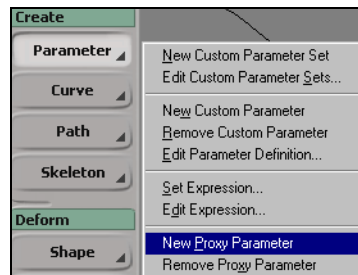 Create
Parameter
Curve
Path
Skeleton
Deform
Shape
New Custom Parameter Set
Edit Custom Parameter Sets...
New Custom Parameter
Remove Custom Parameter
Edit Parameter Definition...
Set Expression...
Edit Expression...
New Proxy Parameter
Remove Proxy Parameter